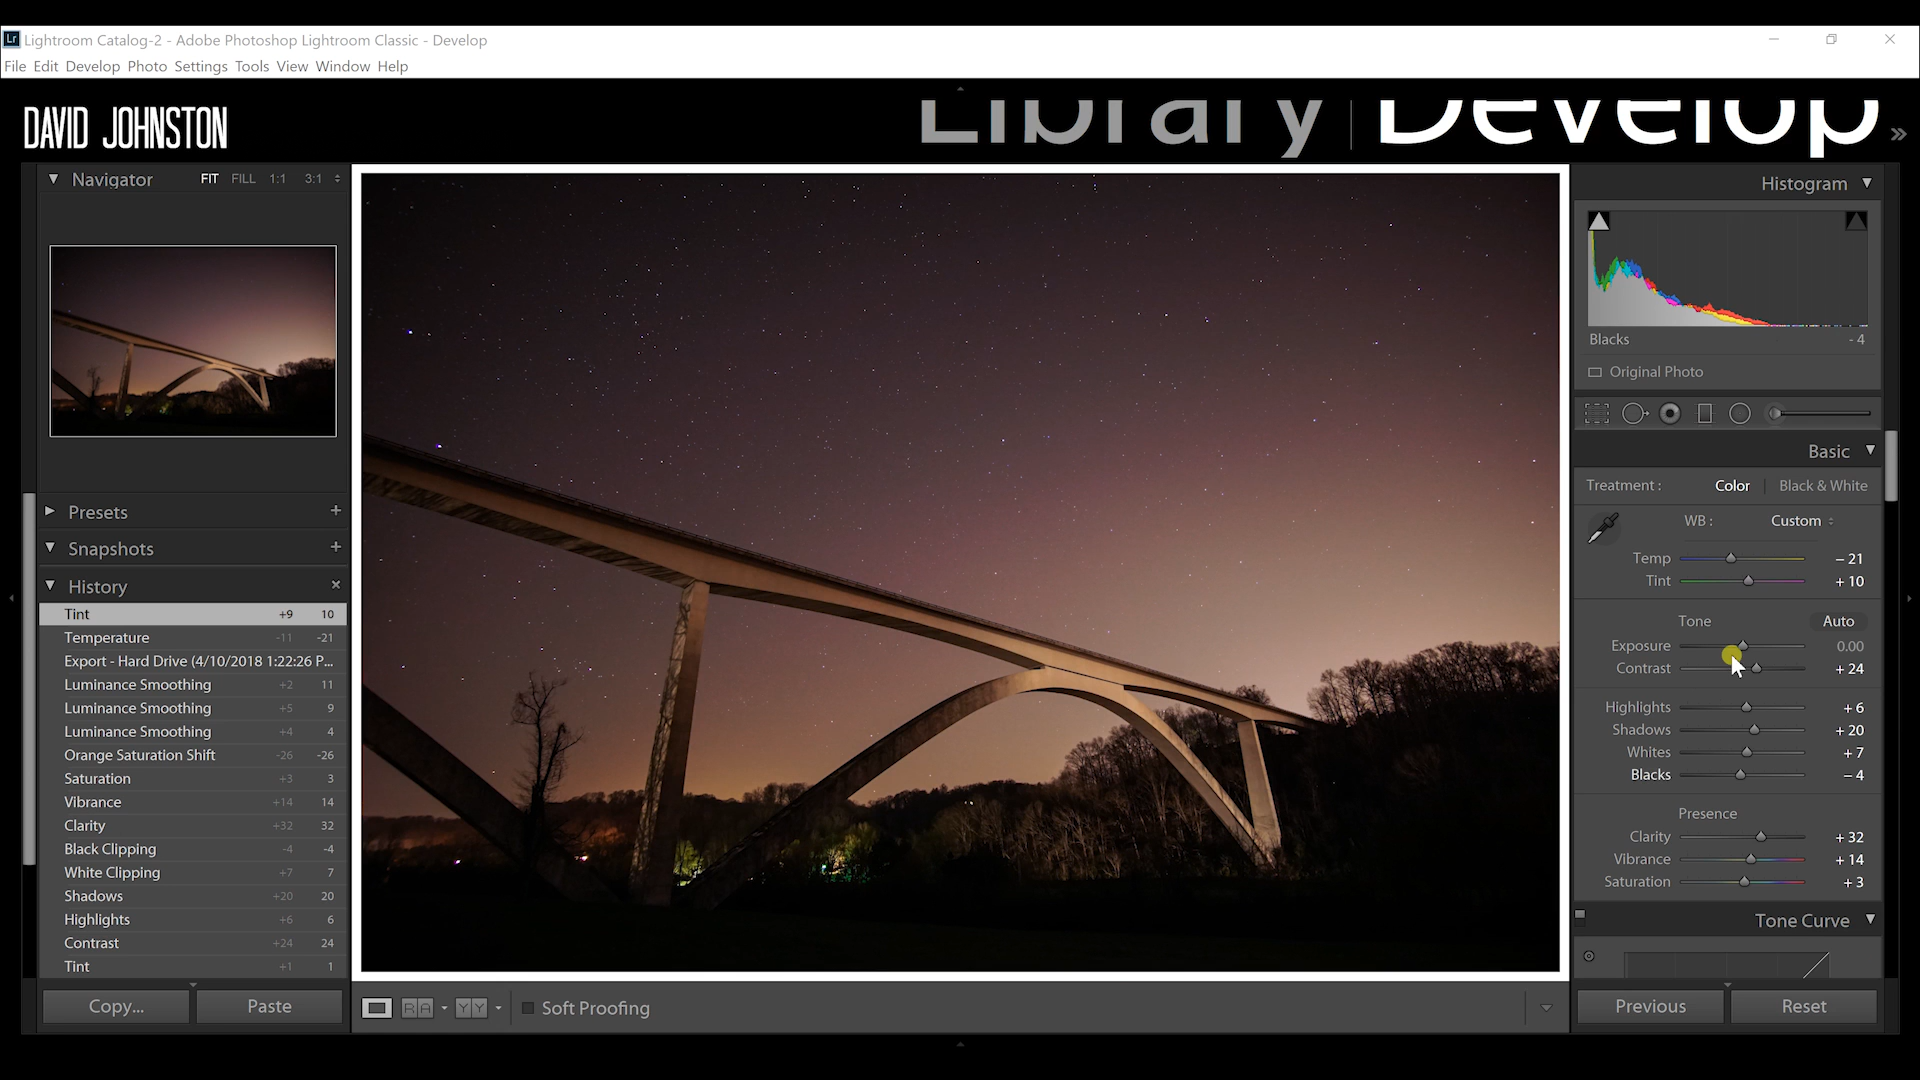 Lr Lightroom Catalog-2 - Adobe Photoshop Lightroom Classic - Develop
File Edit Develop Photo Settings Tools View Window Help
DAVID JOHNSTON
Library | Develop
Navigator FIT FILL 1:1 3:1
Presets
Snapshots
History
Tint +9 10
Temperature -11 -21
Export - Hard Drive (4/10/2018 1:22:26 P...
Luminance Smoothing +2 11
Luminance Smoothing +5 9
Luminance Smoothing +4 4
Orange Saturation Shift -26 -26
Saturation +3 3
Vibrance +14 14
Clarity +32 32
Black Clipping -4 -4
White Clipping +7 7
Shadows +20 20
Highlights +6 6
Contrast +24 24
Tint +1 1
Copy... Paste
R A Y Y Soft Proofing
Histogram
Blacks - 4
Original Photo
Basic
Treatment : Color | Black & White
WB : Custom
Temp - 21
Tint + 10
Tone Auto
Exposure 0.00
Contrast + 24
Highlights + 6
Shadows + 20
Whites + 7
Blacks - 4
Presence
Clarity + 32
Vibrance + 14
Saturation + 3
Tone Curve
Previous Reset